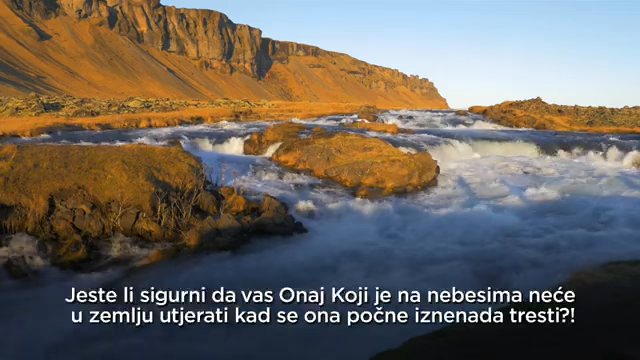 Jeste li sigurni da vas Onaj Koji je na nebesima neće
u zemlju utjerati kad se ona počne iznenada tresti?!